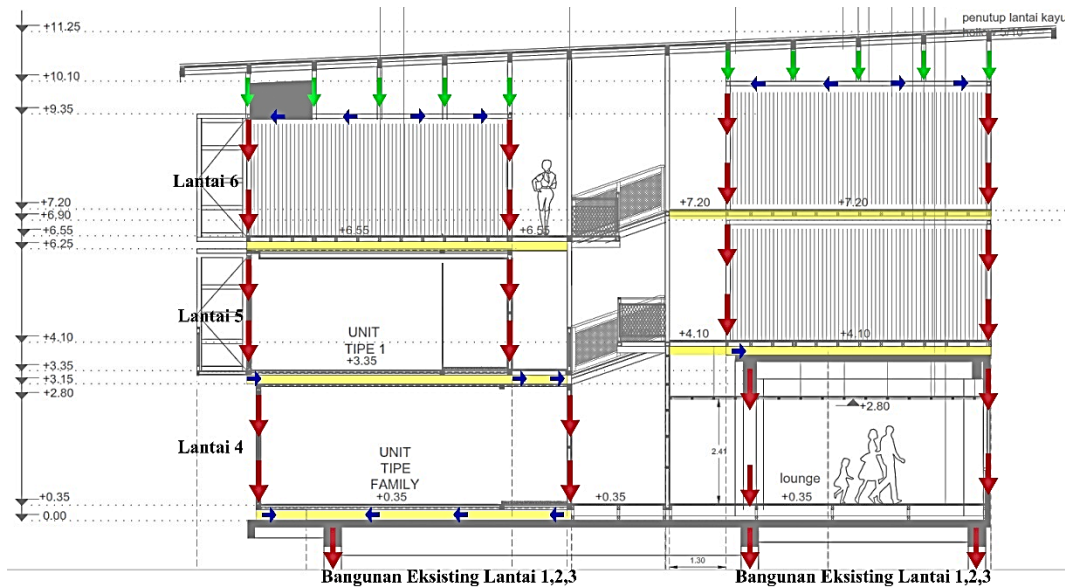 +11.25
penutup lantai kayu
+10.10
+9.35
Lantai 6
+7.20
+6.90
+6.55
+6.25
+6.55
+6.55
+7.20
+7.20
Lantai 5
UNIT
TIPE 1
+3.35
+4.10
+3.35
+3.15
+2.80
+4.10
+4.10
+2.80
Lantai 4
UNIT
TIPE
FAMILY
+0.35
2.41
lounge
+0.35
0.00
+0.35
+0.35
1.30
Bangunan Eksisting Lantai 1,2,3
Bangunan Eksisting Lantai 1,2,3